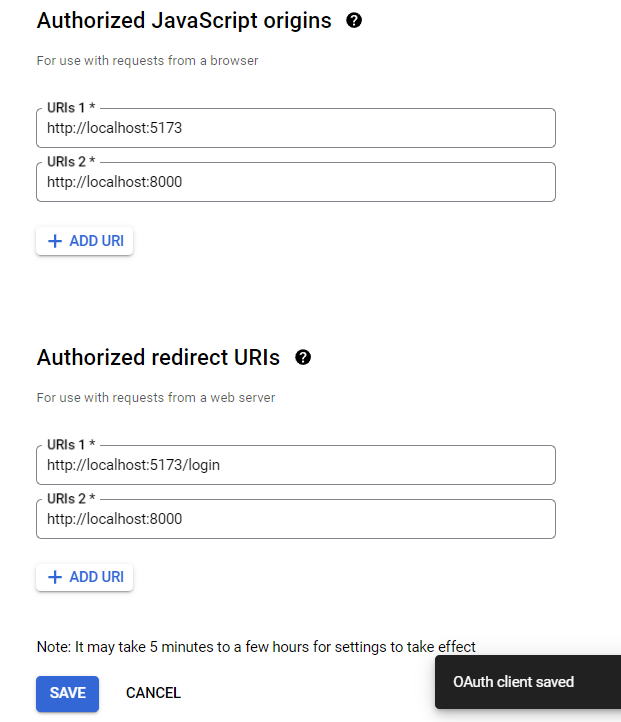 Authorized JavaScript origins ?
For use with requests from a browser
URIs 1 *
http://localhost:5173
URIs 2 *
http://localhost:8000
+ ADD URI
Authorized redirect URIs ?
For use with requests from a web server
URIs 1 *
http://localhost:5173/login
URIs 2 *
http://localhost:8000
+ ADD URI
Note: It may take 5 minutes to a few hours for settings to take effect
OAuth client saved
SAVE CANCEL